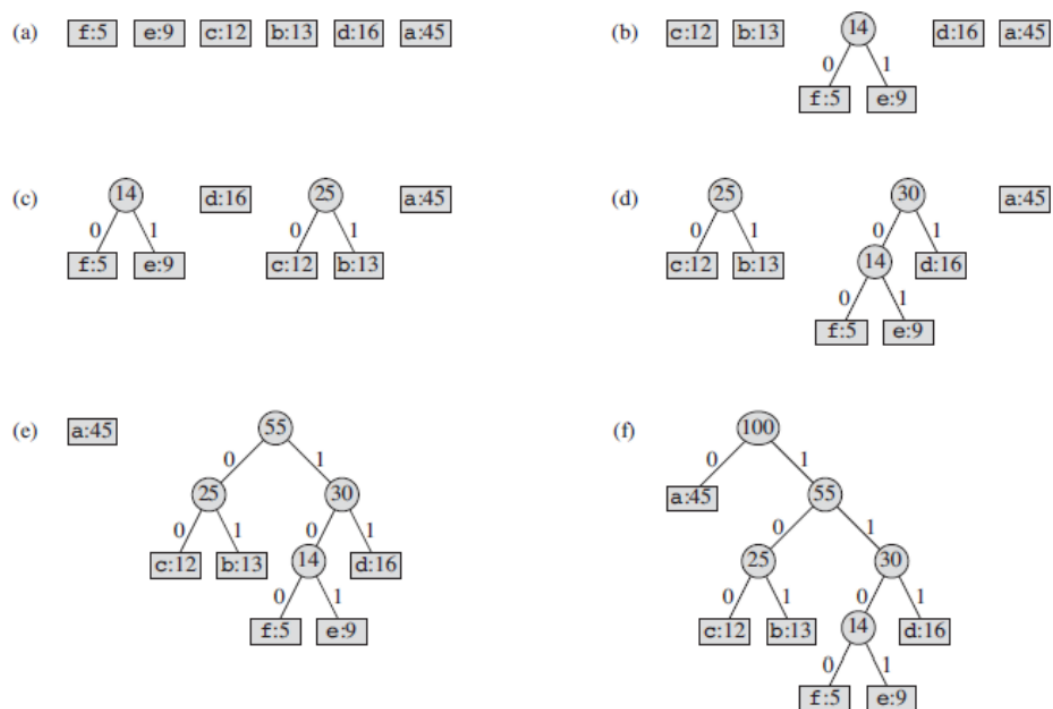 (a) f:5 e:9 c:12 b:13 d:16 a:45
(b) c:12 b:13 14 d:16 a:45
0 1
f:5 e:9
(c) 14 d:16 25 a:45
0 1 0 1
f:5 e:9 c:12 b:13
(d) 25 30 a:45
0 1 0 1
c:12 b:13 14 d:16
0 1
f:5 e:9
(e) a:45 55
0 1
25 30
0 1 0 1
c:12 b:13 14 d:16
0 1
f:5 e:9
(f) 100
0 1
a:45 55
0 1
25 30
0 1 0 1
c:12 b:13 14 d:16
0 1
f:5 e:9